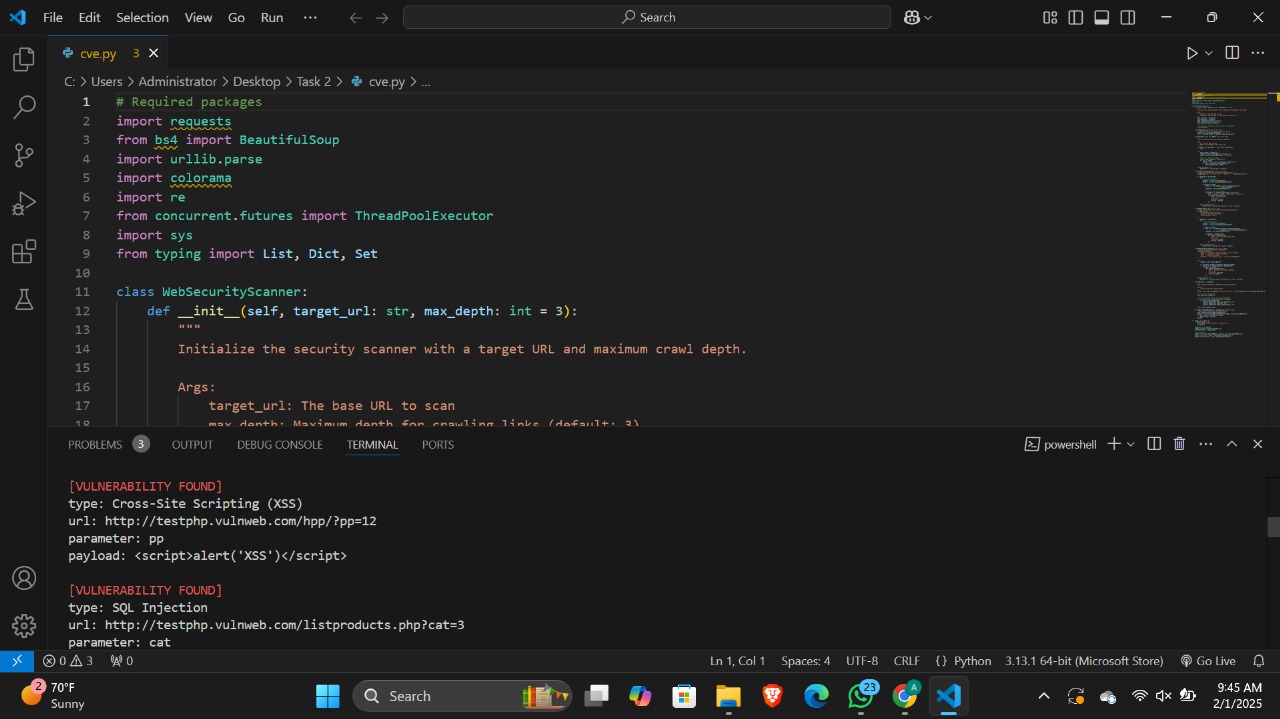 File Edit Selection View Go Run ... Search
cve.py 3
C: > Users > Administrator > Desktop > Task 2 > cve.py > ...
1 # Required packages
2 import requests
3 from bs4 import BeautifulSoup
4 import urllib.parse
5 import colorama
6 import re
7 from concurrent.futures import ThreadPoolExecutor
8 import sys
9 from typing import List, Dict, Set
10
11 class WebSecurityScanner:
12 def __init__(self, target_url: str, max_depth: int = 3):
13 """
14 Initialize the security scanner with a target URL and maximum crawl depth.
15
16 Args:
17 target_url: The base URL to scan
18 max_depth: Maximum depth for crawling links (default: 3)
PROBLEMS 3 OUTPUT DEBUG CONSOLE TERMINAL PORTS powershell
[VULNERABILITY FOUND]
type: Cross-Site Scripting (XSS)
url: http://testphp.vulnweb.com/hpp/?pp=12
parameter: pp
payload: <script>alert('XSS')</script>
[VULNERABILITY FOUND]
type: SQL Injection
url: http://testphp.vulnweb.com/listproducts.php?cat=3
parameter: cat
0 3 0 Ln 1, Col 1 Spaces: 4 UTF-8 CRLF {} Python 3.13.1 64-bit (Microsoft Store) Go Live
2 70°F
Sunny
Search
23
A
9:45 AM
2/1/2025